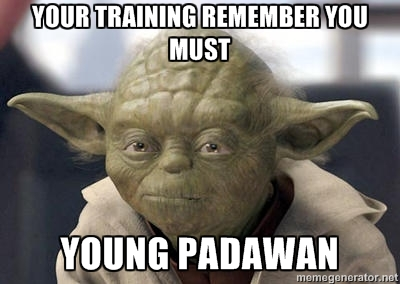 YOUR TRAINING REMEMBER YOU
MUST
YOUNG PADAWAN
memegenerator.net